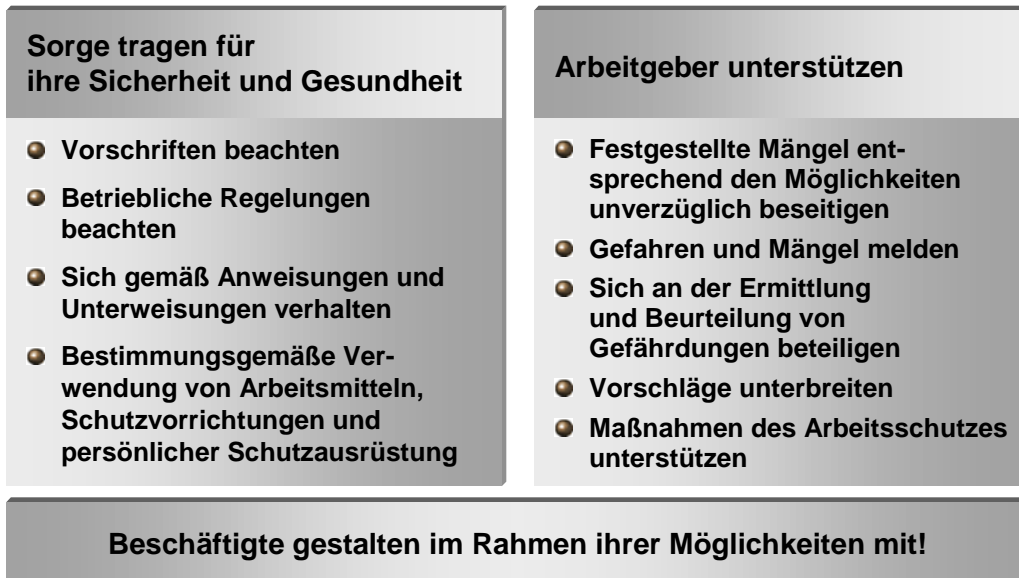 Sorge tragen für
ihre Sicherheit und Gesundheit
Vorschriften beachten
Betriebliche Regelungen
beachten
Sich gemäß Anweisungen und
Unterweisungen verhalten
Bestimmungsgemäße Ver-
wendung von Arbeitsmitteln,
Schutzvorrichtungen und
persönlicher Schutzausrüstung
Arbeitgeber unterstützen
Festgestellte Mängel ent-
sprechend den Möglichkeiten
unverzüglich beseitigen
Gefahren und Mängel melden
Sich an der Ermittlung
und Beurteilung von
Gefährdungen beteiligen
Vorschläge unterbreiten
Maßnahmen des Arbeitsschutzes
unterstützen
Beschäftigte gestalten im Rahmen ihrer Möglichkeiten mit!